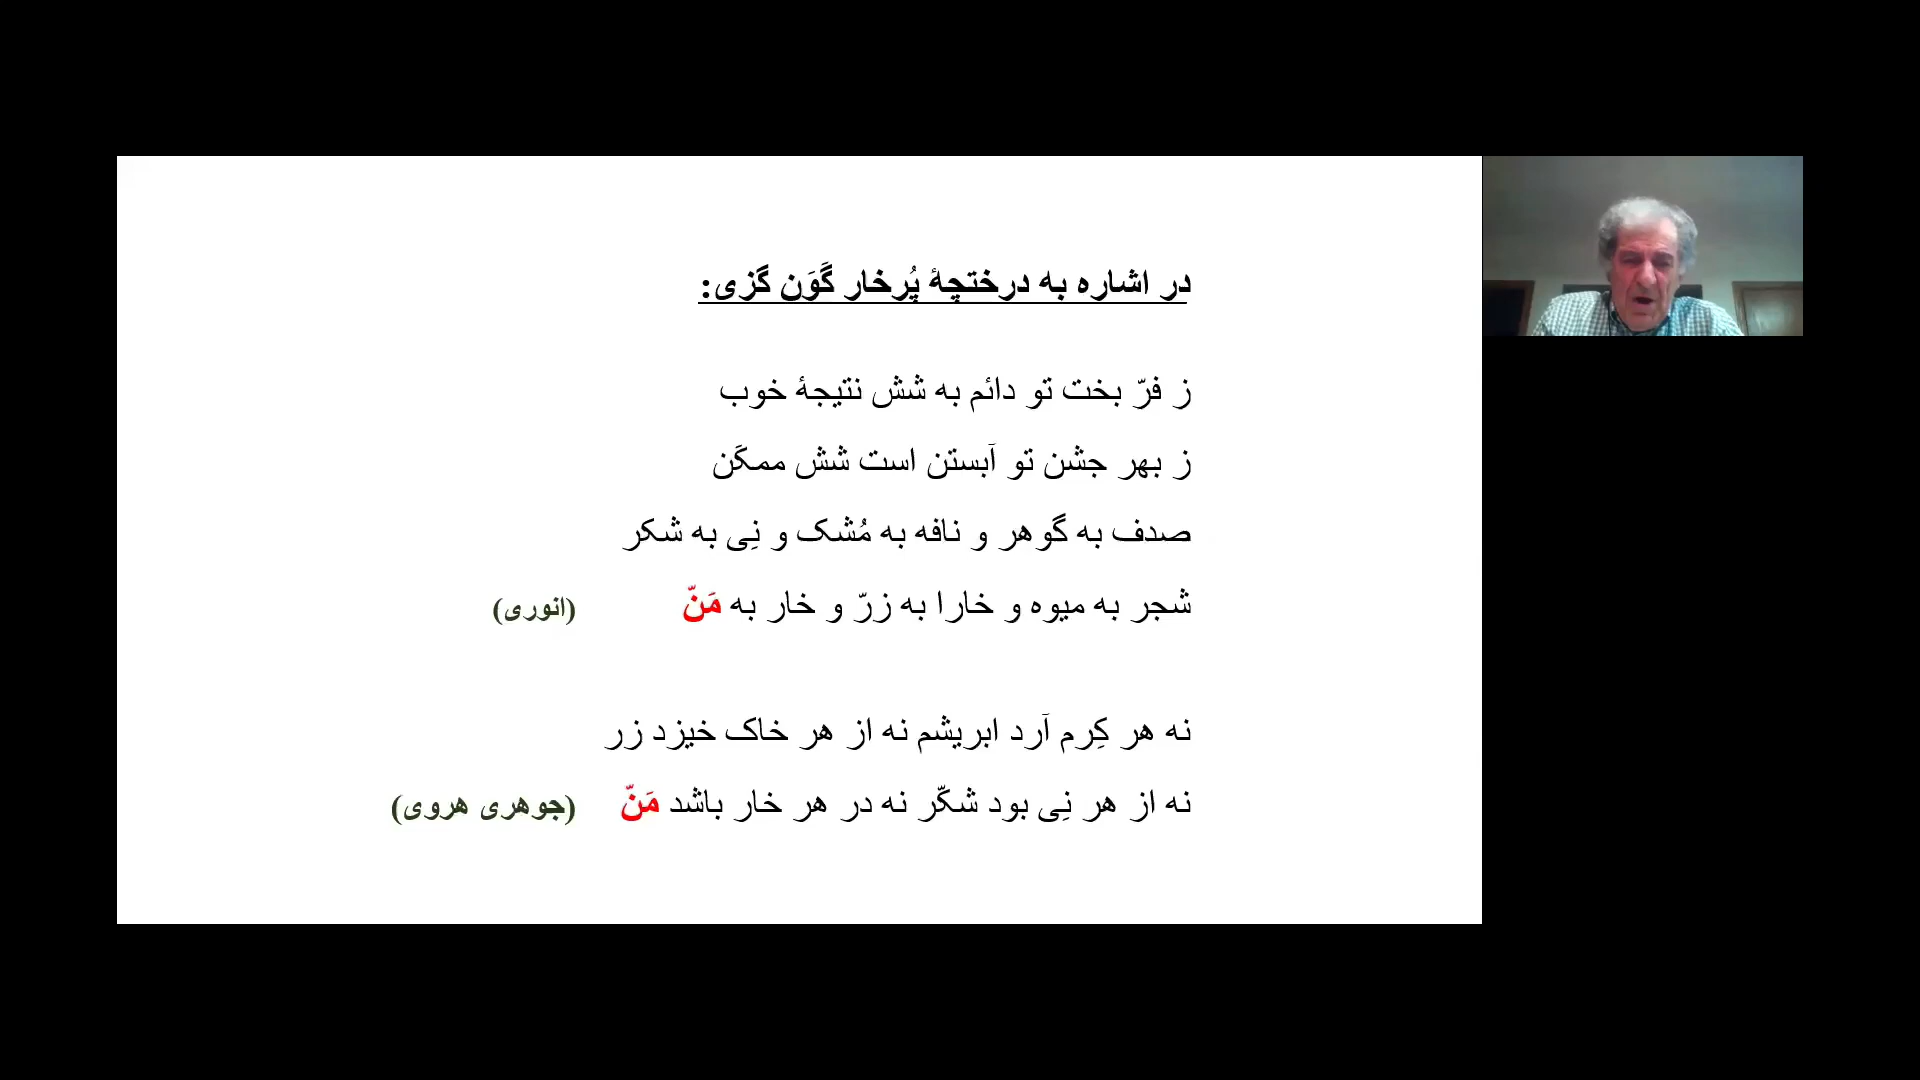 در اشاره به درختچهٔ پُرخار گَوَن گزی:
ز فرّ بخت تو دائم به شش نتیجهٔ خوب
ز بهر جشن تو آبستن است شش ممکَن
صدف به گوهر و نافه به مُشک و نِی به شکر
شجر به میوه و خارا به زرّ و خار به مَنّ (انوری)
نه هر کِرم آرد ابریشم نه از هر خاک خیزد زر
نه از هر نِی بود شکّر نه در هر خار باشد مَنّ (جوهری هروی)